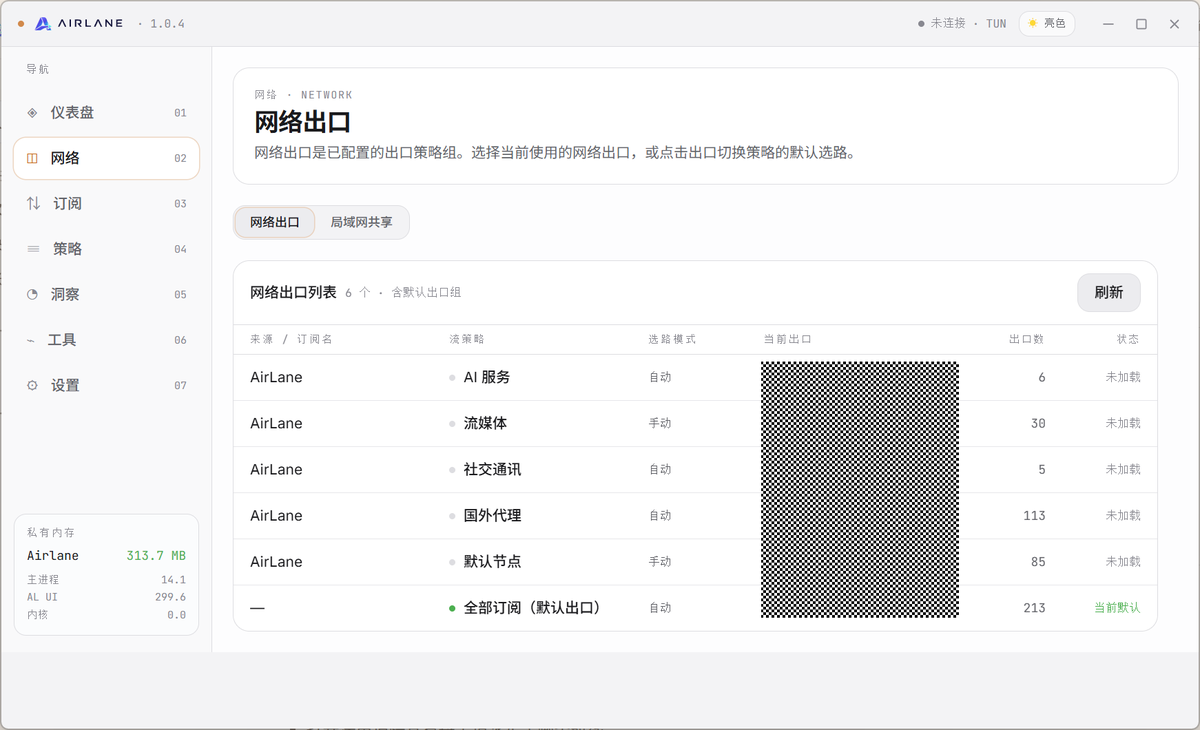 AIRLANE · 1.0.4
未连接 · TUN 亮色
导航
仪表盘 01
网络 02
订阅 03
策略 04
洞察 05
工具 06
设置 07
私有内存
Airlane 313.7 MB
主进程 14.1
AL UI 299.6
内核 0.0
网络 · NETWORK
网络出口
网络出口是已配置的出口策略组。选择当前使用的网络出口，或点击出口切换策略的默认选路。
网络出口 局域网共享
网络出口列表 6 个 · 含默认出口组 刷新
来源 / 订阅名 流策略 选路模式 当前出口 出口数 状态
AirLane AI 服务 自动 6 未加载
AirLane 流媒体 手动 30 未加载
AirLane 社交通讯 自动 5 未加载
AirLane 国外代理 自动 113 未加载
AirLane 默认节点 手动 85 未加载
— 全部订阅（默认出口） 自动 213 当前默认